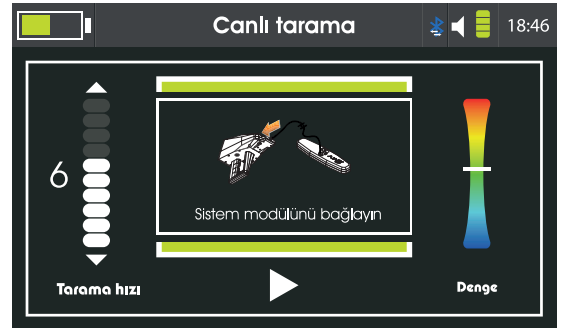 Canlı tarama
18:46
6
Sistem modülünü bağlayın
Tarama hızı
Denge